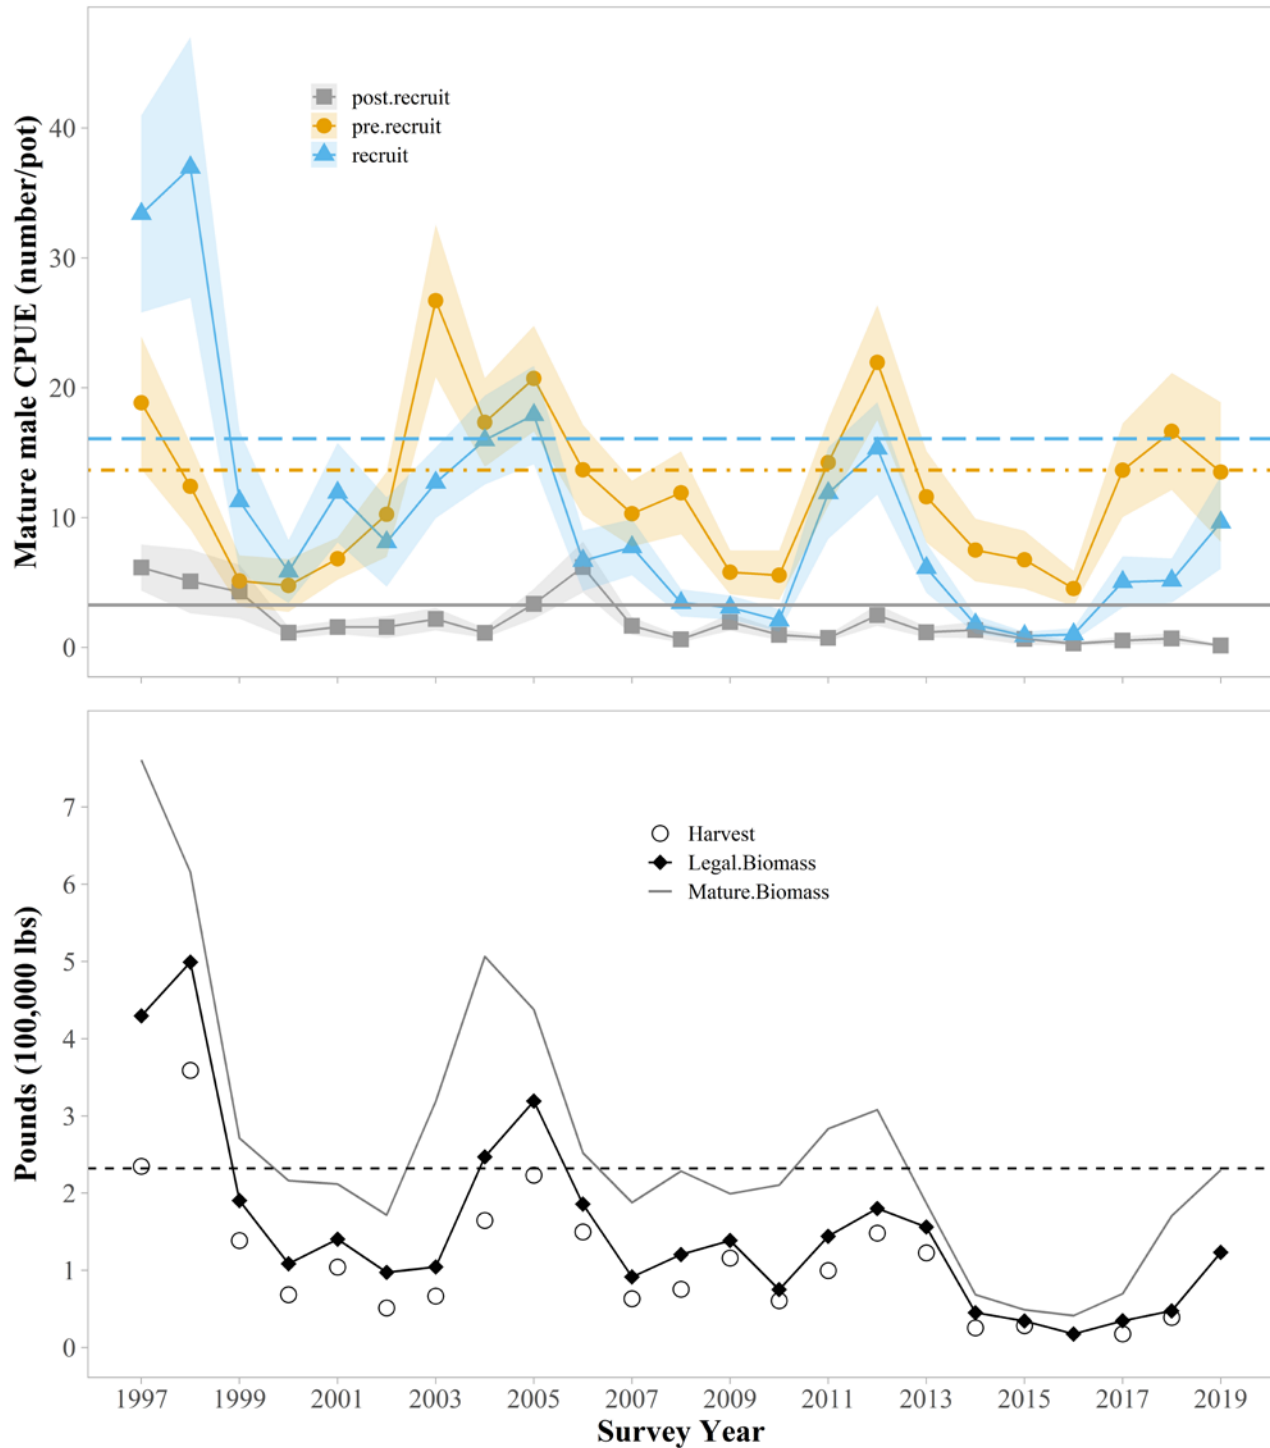 Mature male CPUE (number/pot)
40
30
20
10
0
post.recruit
pre.recruit
recruit
Pounds (100,000 lbs)
7
6
5
4
3
2
1
0
Harvest
Legal.Biomass
Mature.Biomass
1997 1999 2001 2003 2005 2007 2009 2011 2013 2015 2017 2019
Survey Year